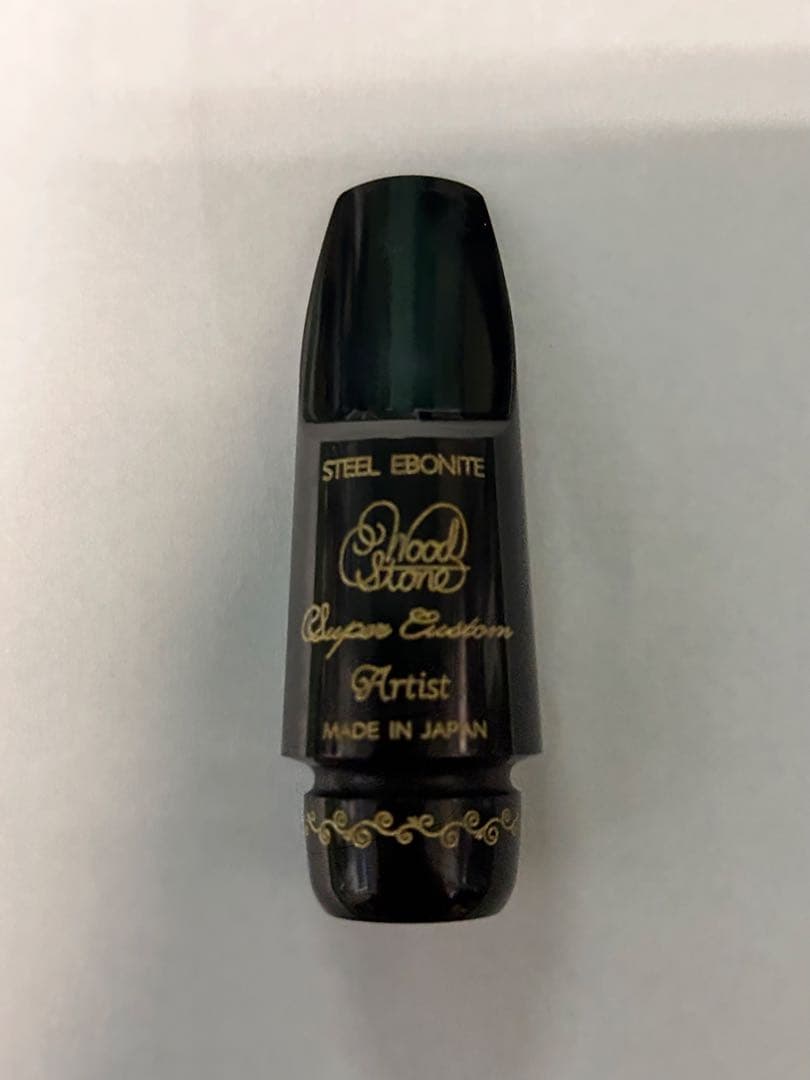 STEEL EBONITE
Wood
Stone
Super Custom
Artist
MADE IN JAPAN